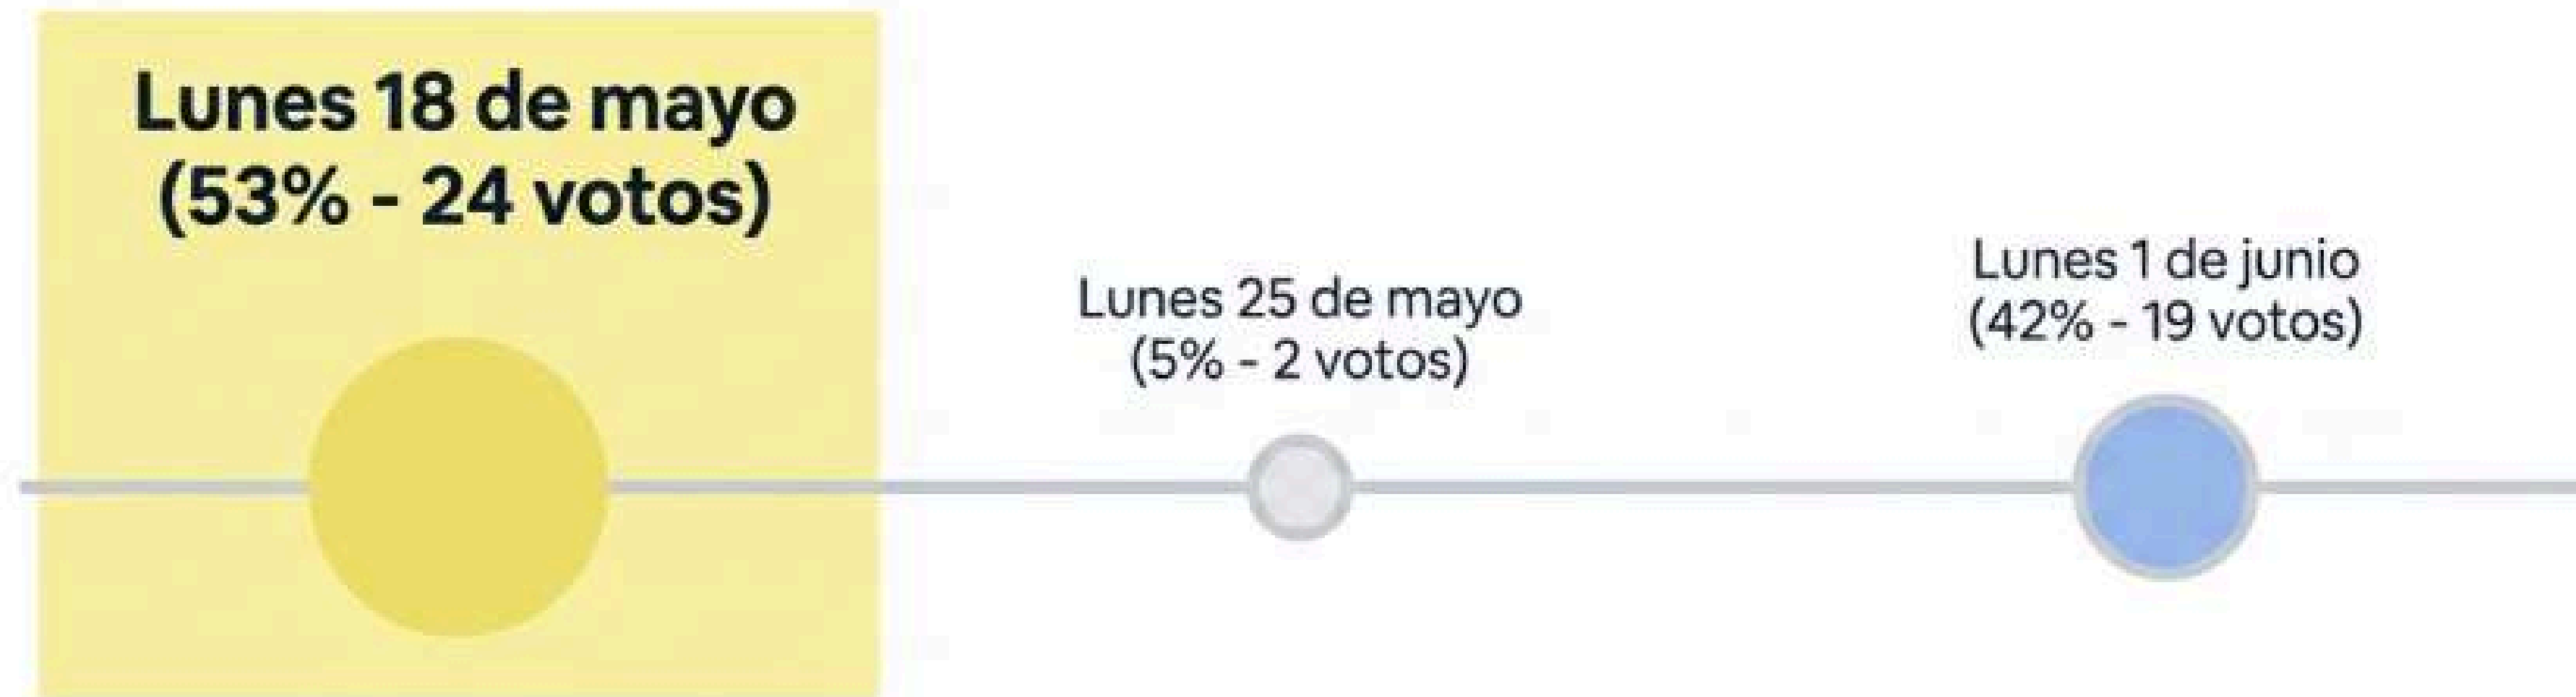 Lunes 18 de mayo
(53% - 24 votos)
Lunes 25 de mayo
(5% - 2 votos)
Lunes 1 de junio
(42% - 19 votos)